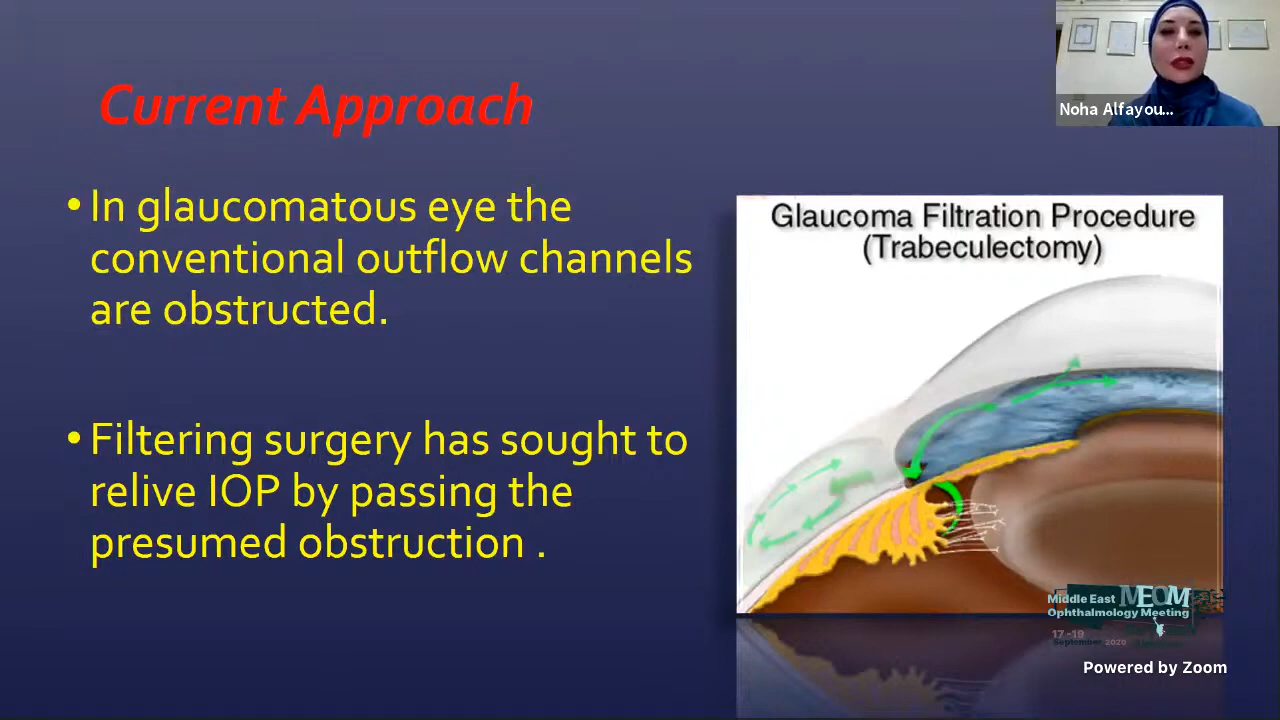 Current Approach
Noha Alfayou...
• In glaucomatous eye the
conventional outflow channels
are obstructed.
• Filtering surgery has sought to
relive IOP by passing the
presumed obstruction .
Glaucoma Filtration Procedure
(Trabeculectomy)
Middle East MEOM
Ophthalmology Meeting
17 -19
September, 2020
Powered by Zoom